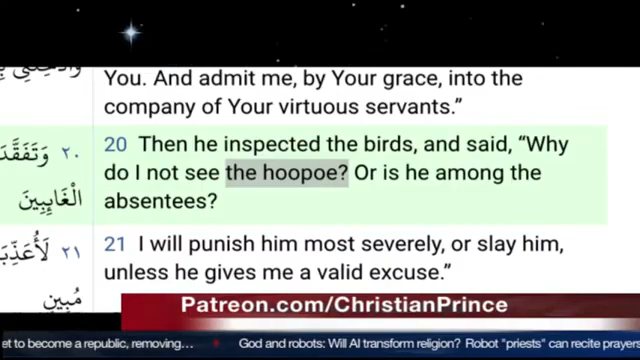 وَأَدْخِلْنِي بِ
You. And admit me, by Your grace, into the
company of Your virtuous servants.”
٢٠ وَتَفَقَّدَ
20 Then he inspected the birds, and said, “Why
do I not see the hoopoe? Or is he among the
الْغَائِبِينَ
absentees?
٢١ لَأُعَذِّبَ
21 I will punish him most severely, or slay him,
unless he gives me a valid excuse.”
مُبِينٍ
Patreon.com/ChristianPrince
et to become a republic, removing... God and robots: Will AI transform religion? Robot "priests" can recite prayers